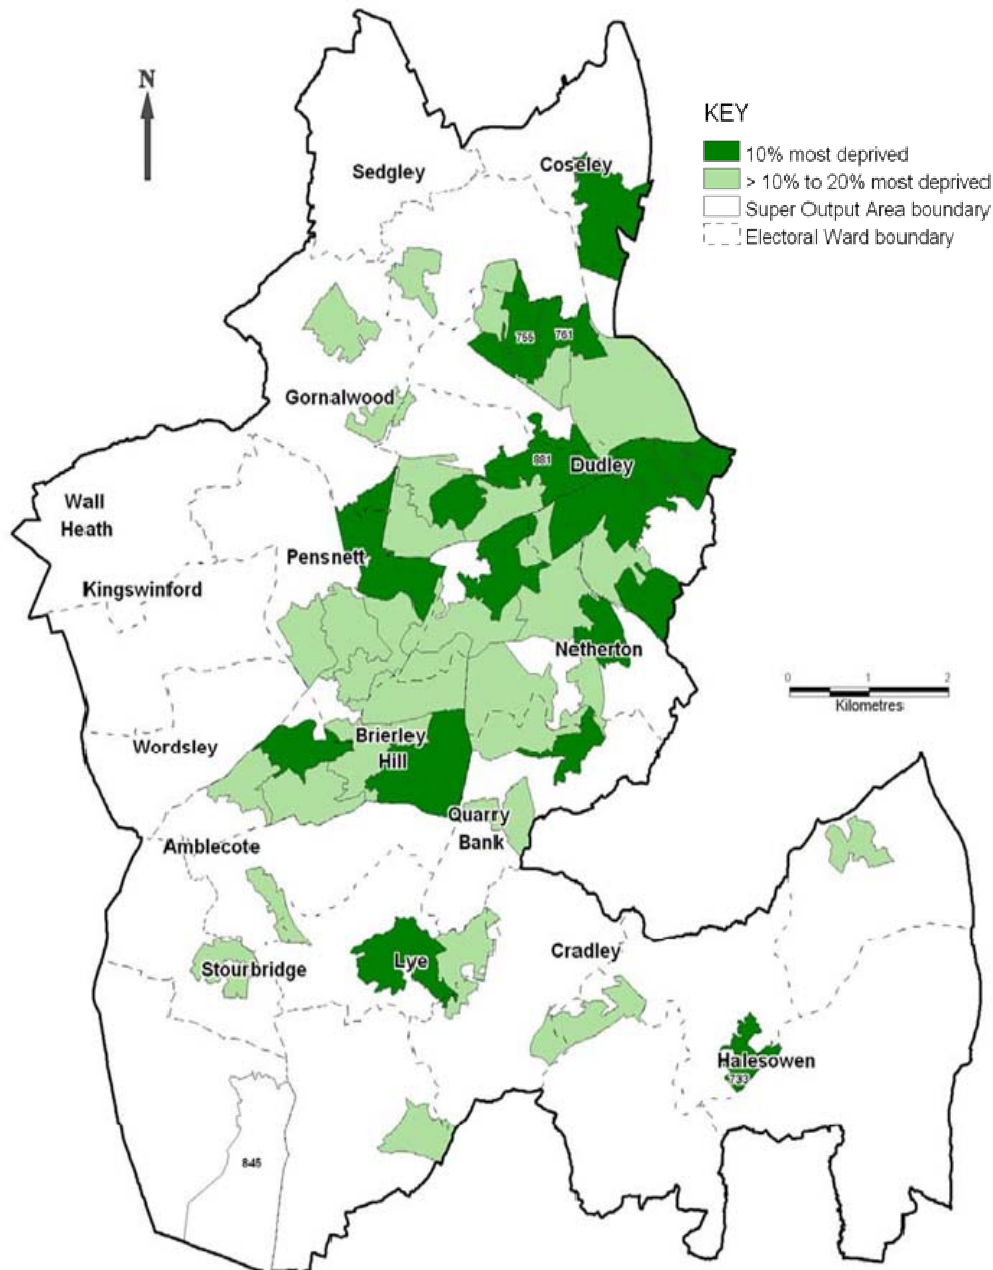 N
KEY
10% most deprived
> 10% to 20% most deprived
Super Output Area boundary
Electoral Ward boundary
Sedgley
Coseley
755
761
Gornalwood
881
Dudley
Wall
Heath
Pensnett
Kingswinford
Netherton
0 1 2
Kilometres
Wordsley
Brierley
Hill
Quarry
Bank
Amblecote
Cradley
Lye
Stourbridge
Halesowen
733
845